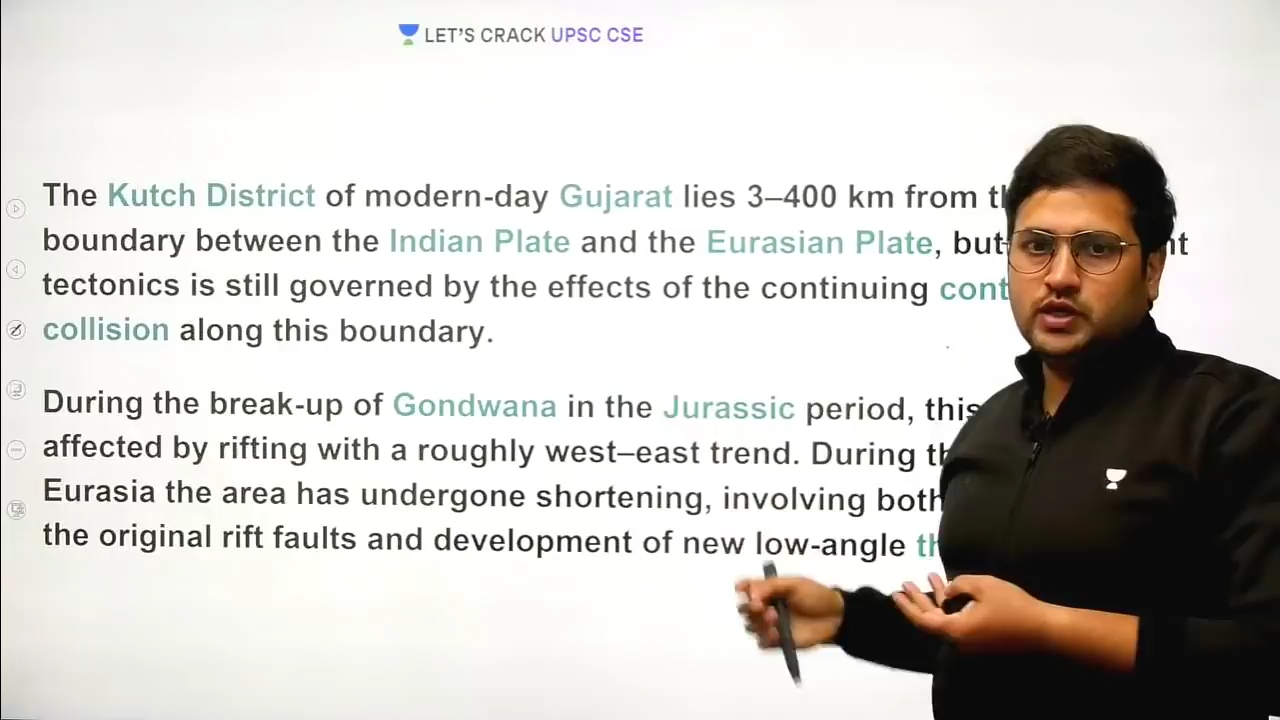 LET'S CRACK UPSC CSE
The Kutch District of modern-day Gujarat lies 3–400 km from
boundary between the Indian Plate and the Eurasian Plate, but
tectonics is still governed by the effects of the continuing
collision along this boundary.
During the break-up of Gondwana in the Jurassic period, this
affected by rifting with a roughly west–east trend. During
Eurasia the area has undergone shortening, involving both
the original rift faults and development of new low-angle